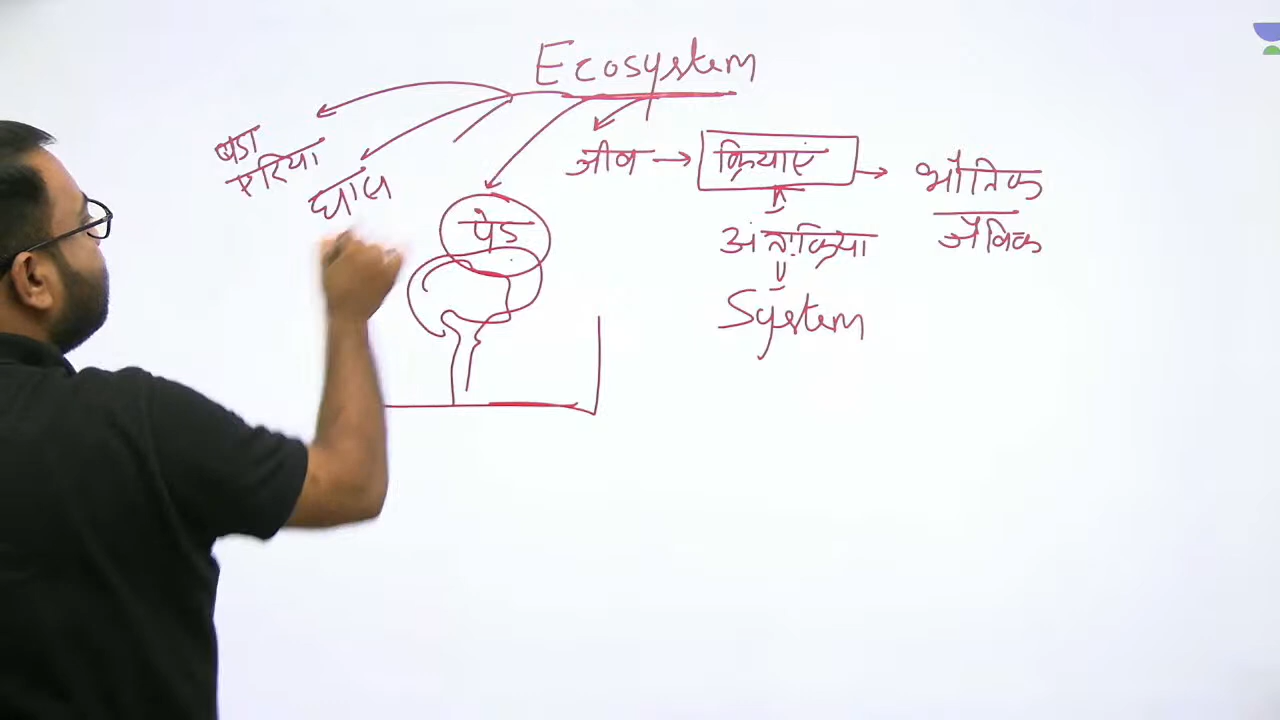 Ecosystem
बडा
एरिया
घास
पेड
जीव → क्रियाएं → भौतिक
जैविक
अंतःक्रिया
System